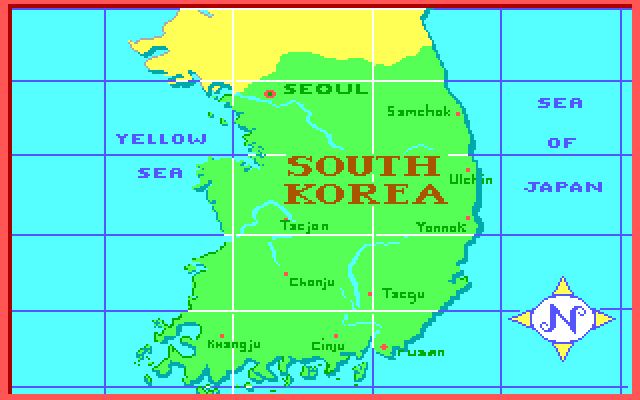 SEOUL
Samchok
SEA
OF
JAPAN
YELLOW
SEA
SOUTH
KOREA
Ulchin
Taejon
Yonnok
Chonju
Taegu
Kwangju
Cinju
Pusan
N